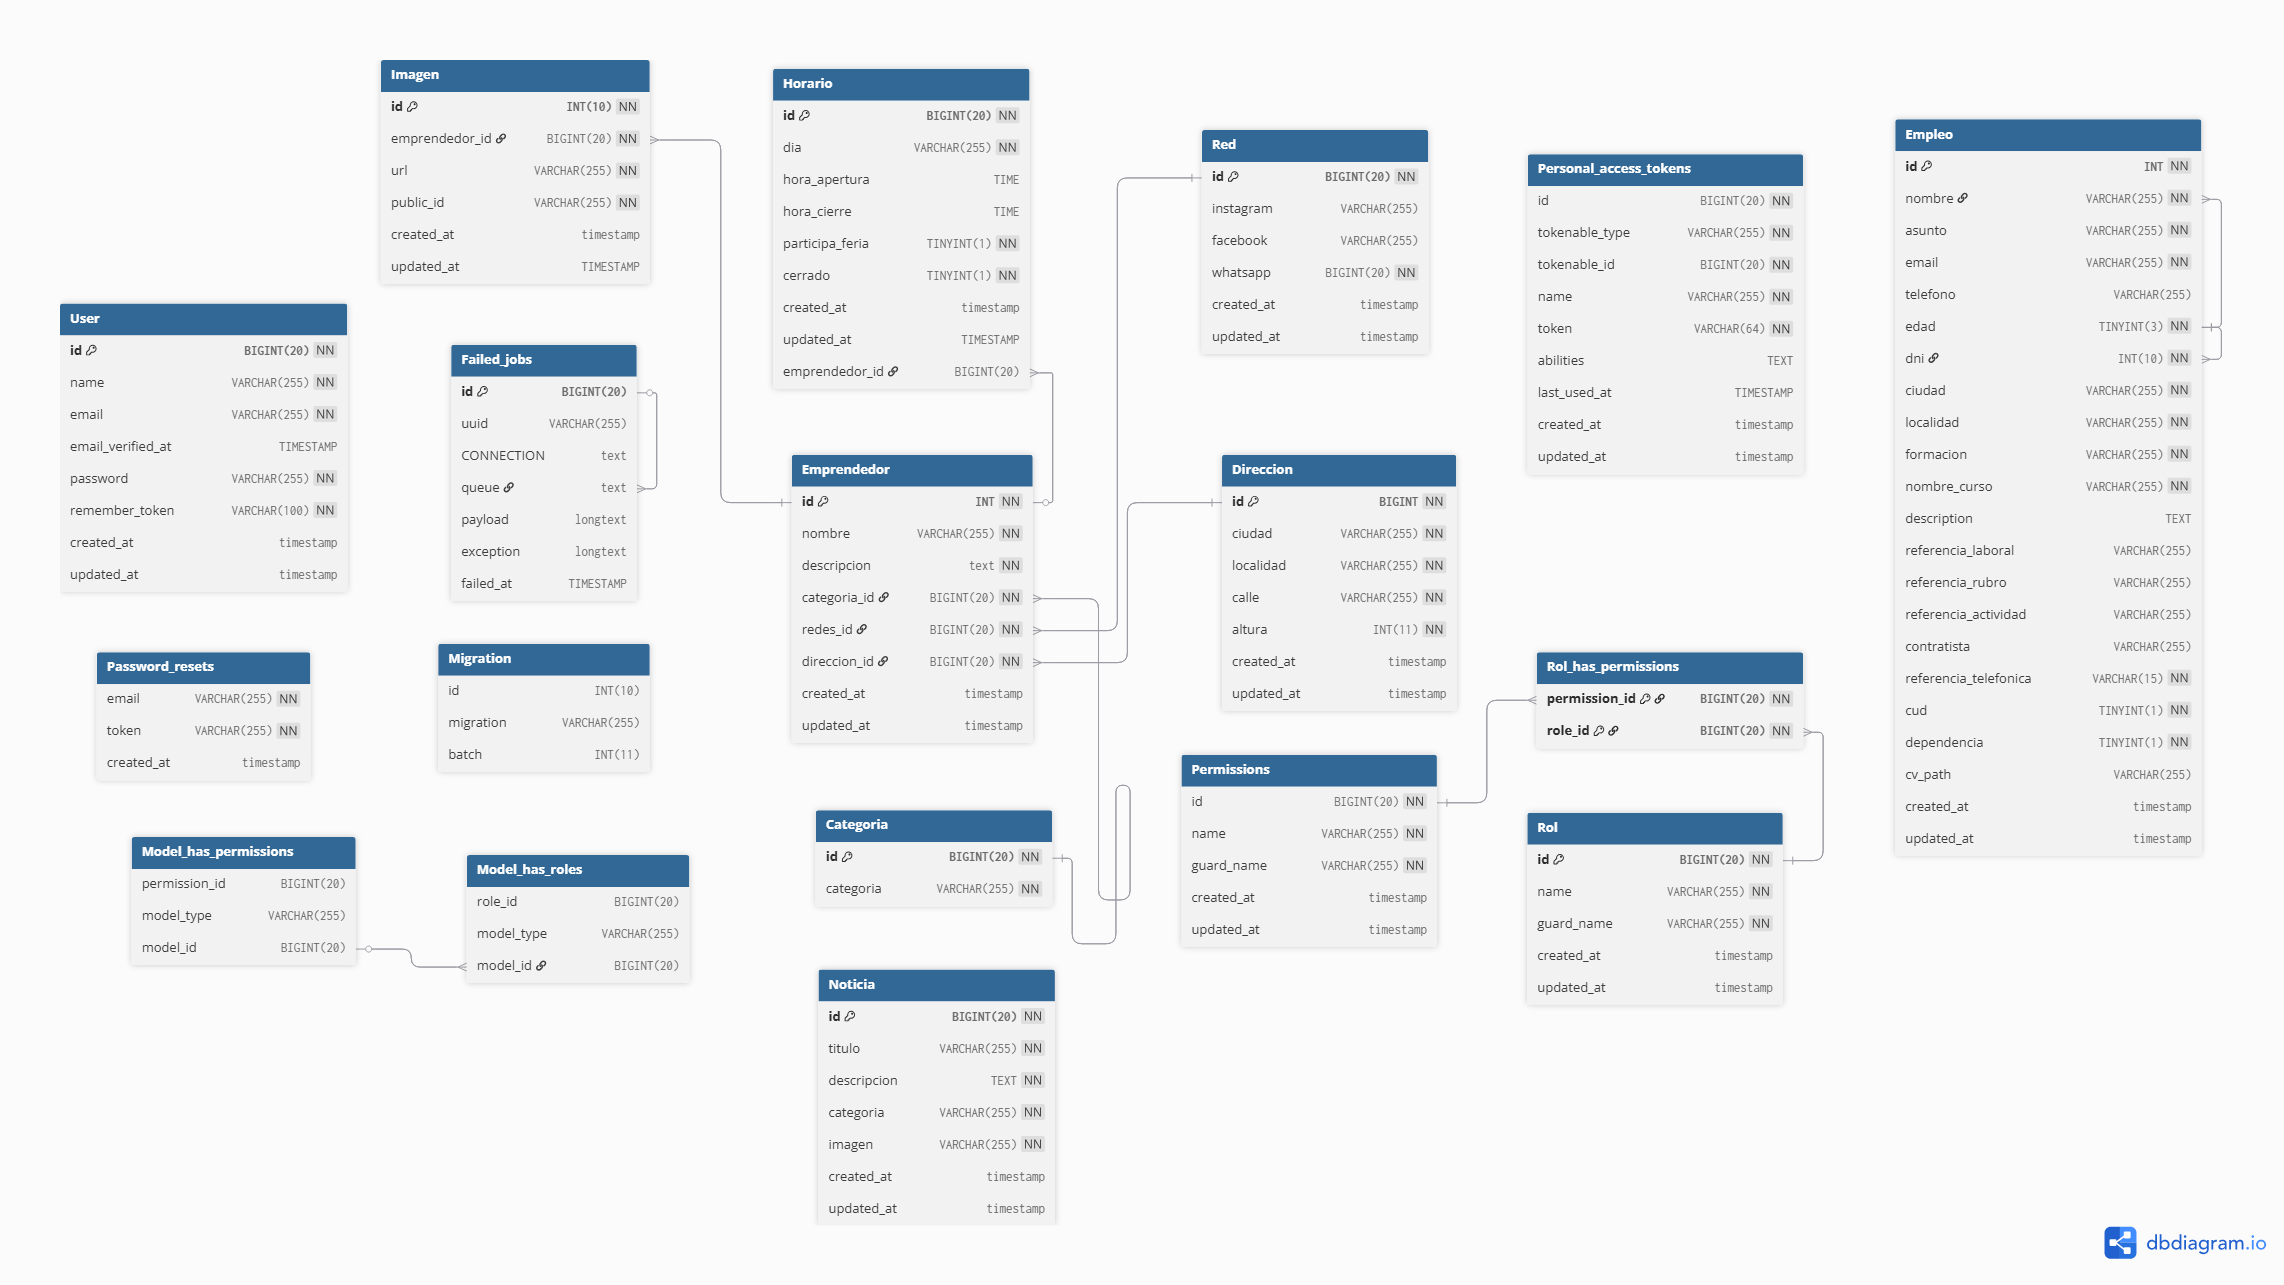 Imagen
id INT(10) NN
emprendedor_id BIGINT(20) NN
url VARCHAR(255) NN
public_id VARCHAR(255) NN
created_at timestamp
updated_at TIMESTAMP
Horario
id BIGINT(20) NN
dia VARCHAR(255) NN
hora_apertura TIME
hora_cierre TIME
participa_feria TINYINT(1) NN
cerrado TINYINT(1) NN
created_at timestamp
updated_at TIMESTAMP
emprendedor_id BIGINT(20)
Red
id BIGINT(20) NN
instagram VARCHAR(255)
facebook VARCHAR(255)
whatsapp BIGINT(20) NN
created_at timestamp
updated_at timestamp
Personal_access_tokens
id BIGINT(20) NN
tokenable_type VARCHAR(255) NN
tokenable_id BIGINT(20) NN
name VARCHAR(255) NN
token VARCHAR(64) NN
abilities TEXT
last_used_at TIMESTAMP
created_at timestamp
updated_at timestamp
Empleo
id INT NN
nombre VARCHAR(255) NN
asunto VARCHAR(255) NN
email VARCHAR(255) NN
telefono VARCHAR(255)
edad TINYINT(3) NN
dni INT(10) NN
ciudad VARCHAR(255) NN
localidad VARCHAR(255) NN
formacion VARCHAR(255) NN
nombre_curso VARCHAR(255) NN
description TEXT
referencia_laboral VARCHAR(255)
referencia_rubro VARCHAR(255)
referencia_actividad VARCHAR(255)
contratista VARCHAR(255)
referencia_telefonica VARCHAR(15) NN
cud TINYINT(1) NN
dependencia TINYINT(1) NN
cv_path VARCHAR(255)
created_at timestamp
updated_at timestamp
User
id BIGINT(20) NN
name VARCHAR(255) NN
email VARCHAR(255) NN
email_verified_at TIMESTAMP
password VARCHAR(255) NN
remember_token VARCHAR(100) NN
created_at timestamp
updated_at timestamp
Failed_jobs
id BIGINT(20)
uuid VARCHAR(255)
CONNECTION text
queue text
payload longtext
exception longtext
failed_at TIMESTAMP
Emprendedor
id INT NN
nombre VARCHAR(255) NN
descripcion text NN
categoria_id BIGINT(20) NN
redes_id BIGINT(20) NN
direccion_id BIGINT(20) NN
created_at timestamp
updated_at timestamp
Direccion
id BIGINT NN
ciudad VARCHAR(255) NN
localidad VARCHAR(255) NN
calle VARCHAR(255) NN
altura INT(11) NN
created_at timestamp
updated_at timestamp
Password_resets
email VARCHAR(255) NN
token VARCHAR(255) NN
created_at timestamp
Migration
id INT(10)
migration VARCHAR(255)
batch INT(11)
Rol_has_permissions
permission_id BIGINT(20) NN
role_id BIGINT(20) NN
Permissions
id BIGINT(20) NN
name VARCHAR(255) NN
guard_name VARCHAR(255) NN
created_at timestamp
updated_at timestamp
Categoria
id BIGINT(20) NN
categoria VARCHAR(255) NN
Rol
id BIGINT(20) NN
name VARCHAR(255) NN
guard_name VARCHAR(255) NN
created_at timestamp
updated_at timestamp
Model_has_permissions
permission_id BIGINT(20)
model_type VARCHAR(255)
model_id BIGINT(20)
Model_has_roles
role_id BIGINT(20)
model_type VARCHAR(255)
model_id BIGINT(20)
Noticia
id BIGINT(20) NN
titulo VARCHAR(255) NN
descripcion TEXT NN
categoria VARCHAR(255) NN
imagen VARCHAR(255) NN
created_at timestamp
updated_at timestamp
dbdiagram.io